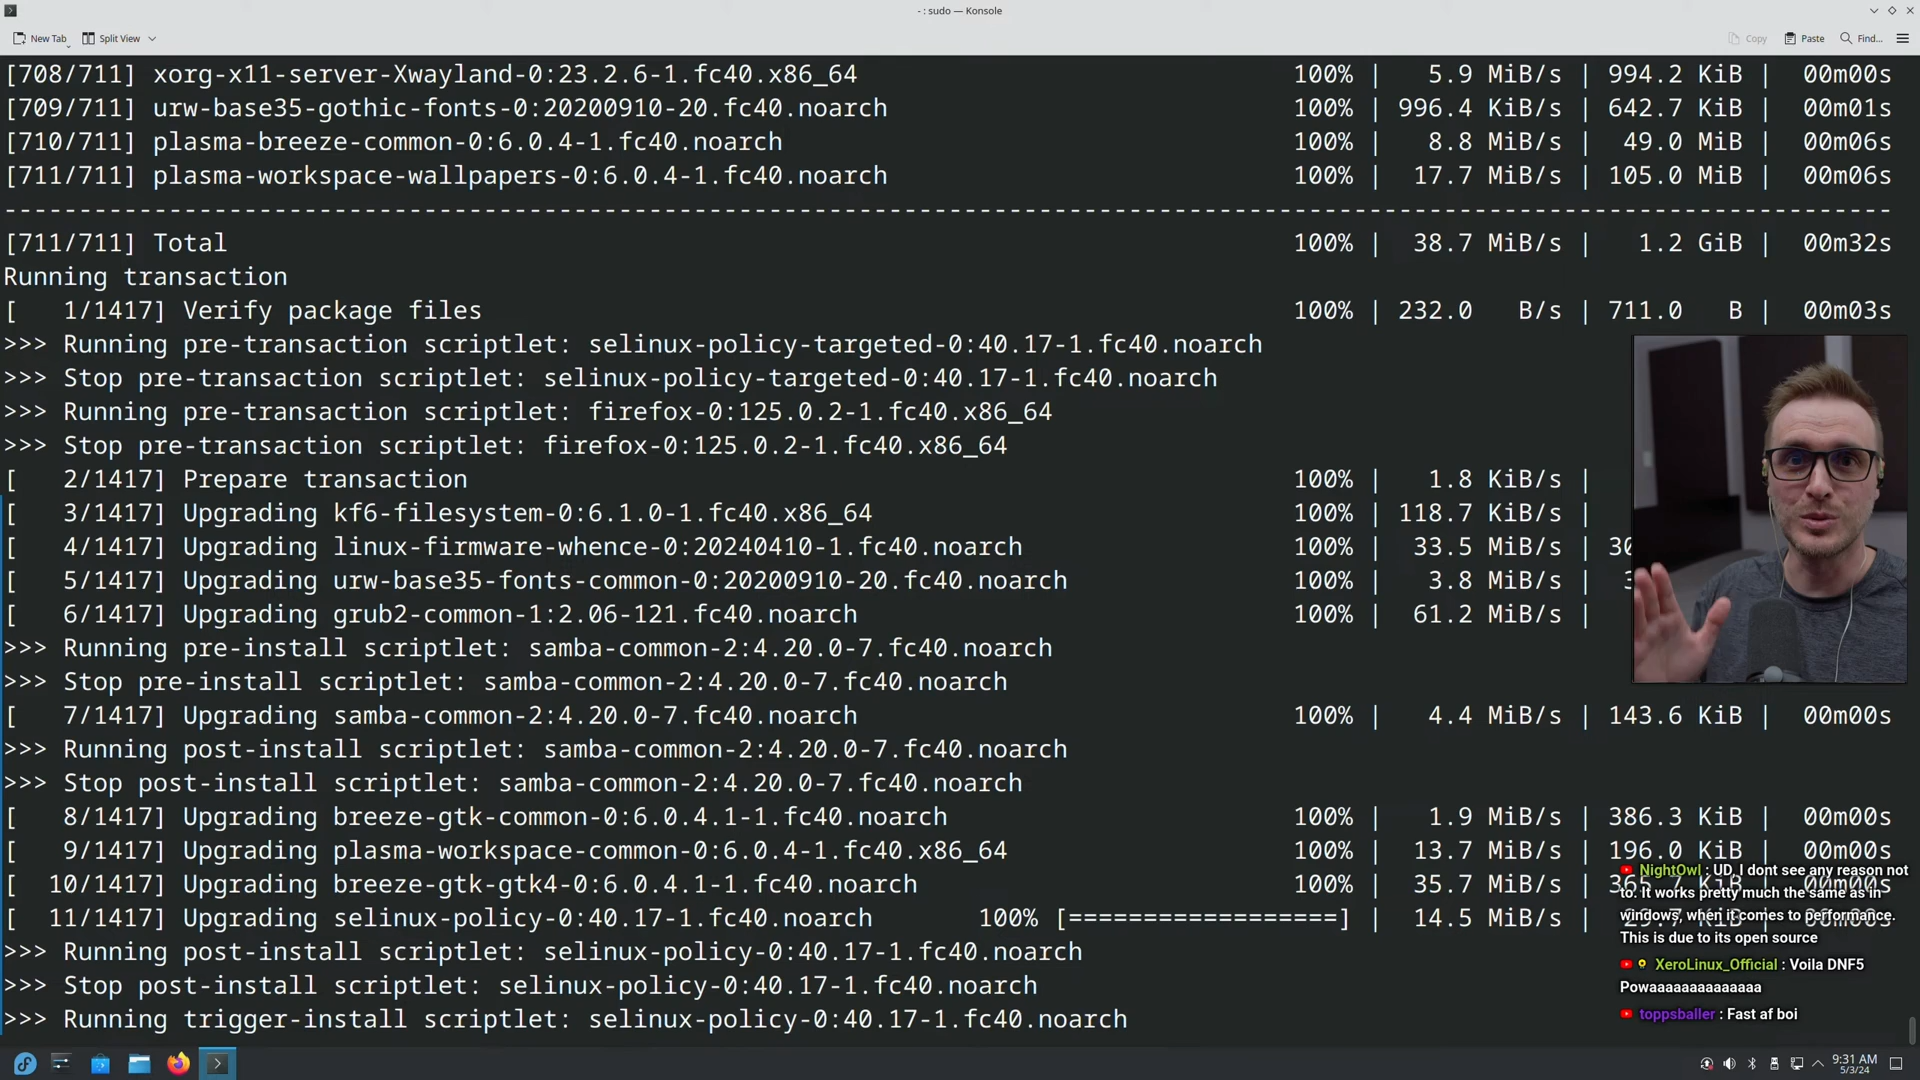 - : sudo — Konsole
New Tab Split View Copy Paste Find...
[708/711] xorg-x11-server-Xwayland-0:23.2.6-1.fc40.x86_64 100% | 5.9 MiB/s | 994.2 KiB | 00m00s
[709/711] urw-base35-gothic-fonts-0:20200910-20.fc40.noarch 100% | 996.4 KiB/s | 642.7 KiB | 00m01s
[710/711] plasma-breeze-common-0:6.0.4-1.fc40.noarch 100% | 8.8 MiB/s | 49.0 MiB | 00m06s
[711/711] plasma-workspace-wallpapers-0:6.0.4-1.fc40.noarch 100% | 17.7 MiB/s | 105.0 MiB | 00m06s
[711/711] Total 100% | 38.7 MiB/s | 1.2 GiB | 00m32s
Running transaction
[ 1/1417] Verify package files 100% | 232.0 B/s | 711.0 B | 00m03s
>>> Running pre-transaction scriptlet: selinux-policy-targeted-0:40.17-1.fc40.noarch
>>> Stop pre-transaction scriptlet: selinux-policy-targeted-0:40.17-1.fc40.noarch
>>> Running pre-transaction scriptlet: firefox-0:125.0.2-1.fc40.x86_64
>>> Stop pre-transaction scriptlet: firefox-0:125.0.2-1.fc40.x86_64
[ 2/1417] Prepare transaction 100% | 1.8 KiB/s |
[ 3/1417] Upgrading kf6-filesystem-0:6.1.0-1.fc40.x86_64 100% | 118.7 KiB/s |
[ 4/1417] Upgrading linux-firmware-whence-0:20240410-1.fc40.noarch 100% | 33.5 MiB/s |
[ 5/1417] Upgrading urw-base35-fonts-common-0:20200910-20.fc40.noarch 100% | 3.8 MiB/s |
[ 6/1417] Upgrading grub2-common-1:2.06-121.fc40.noarch 100% | 61.2 MiB/s |
>>> Running pre-install scriptlet: samba-common-2:4.20.0-7.fc40.noarch
>>> Stop pre-install scriptlet: samba-common-2:4.20.0-7.fc40.noarch
[ 7/1417] Upgrading samba-common-2:4.20.0-7.fc40.noarch 100% | 4.4 MiB/s | 143.6 KiB | 00m00s
>>> Running post-install scriptlet: samba-common-2:4.20.0-7.fc40.noarch
>>> Stop post-install scriptlet: samba-common-2:4.20.0-7.fc40.noarch
[ 8/1417] Upgrading breeze-gtk-common-0:6.0.4.1-1.fc40.noarch 100% | 1.9 MiB/s | 386.3 KiB | 00m00s
[ 9/1417] Upgrading plasma-workspace-common-0:6.0.4-1.fc40.x86_64 100% | 13.7 MiB/s | 196.0 KiB | 00m00s
[ 10/1417] Upgrading breeze-gtk-gtk4-0:6.0.4.1-1.fc40.noarch 100% | 35.7 MiB/s |
[ 11/1417] Upgrading selinux-policy-0:40.17-1.fc40.noarch 100% [==================] | 14.5 MiB/s |
>>> Running post-install scriptlet: selinux-policy-0:40.17-1.fc40.noarch
>>> Stop post-install scriptlet: selinux-policy-0:40.17-1.fc40.noarch
>>> Running trigger-install scriptlet: selinux-policy-0:40.17-1.fc40.noarch
NightOwl : UD, I dont see any reason not
to. It works pretty much the same as in
windows, when it comes to performance.
This is due to its open source
XeroLinux_Official : Voila DNF5
Powaaaaaaaaaaaaaa
toppsballer : Fast af boi
9:31 AM
5/3/24